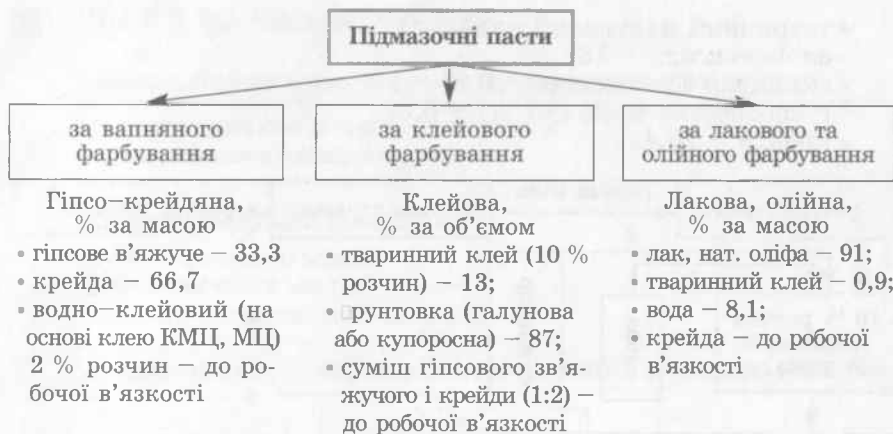 Підмазочні пасти
за вапняного
фарбування
за клейового
фарбування
за лакового та
олійного фарбування
Гіпсо–крейдяна,
% за масою
• гіпсове в'яжуче – 33,3
• крейда – 66,7
• водно–клейовий (на
основі клею КМЦ, МЦ)
2 % розчин – до ро-
бочої в'язкості
Клейова,
% за об'ємом
• тваринний клей (10 %
розчин) – 13;
• ґрунтовка (галунова
або купоросна) – 87;
• суміш гіпсового зв'я-
жучого і крейди (1:2) –
до робочої в'язкості
Лакова, олійна,
% за масою
• лак, нат. оліфа – 91;
• тваринний клей – 0,9;
• вода – 8,1;
• крейда – до робочої
в'язкості